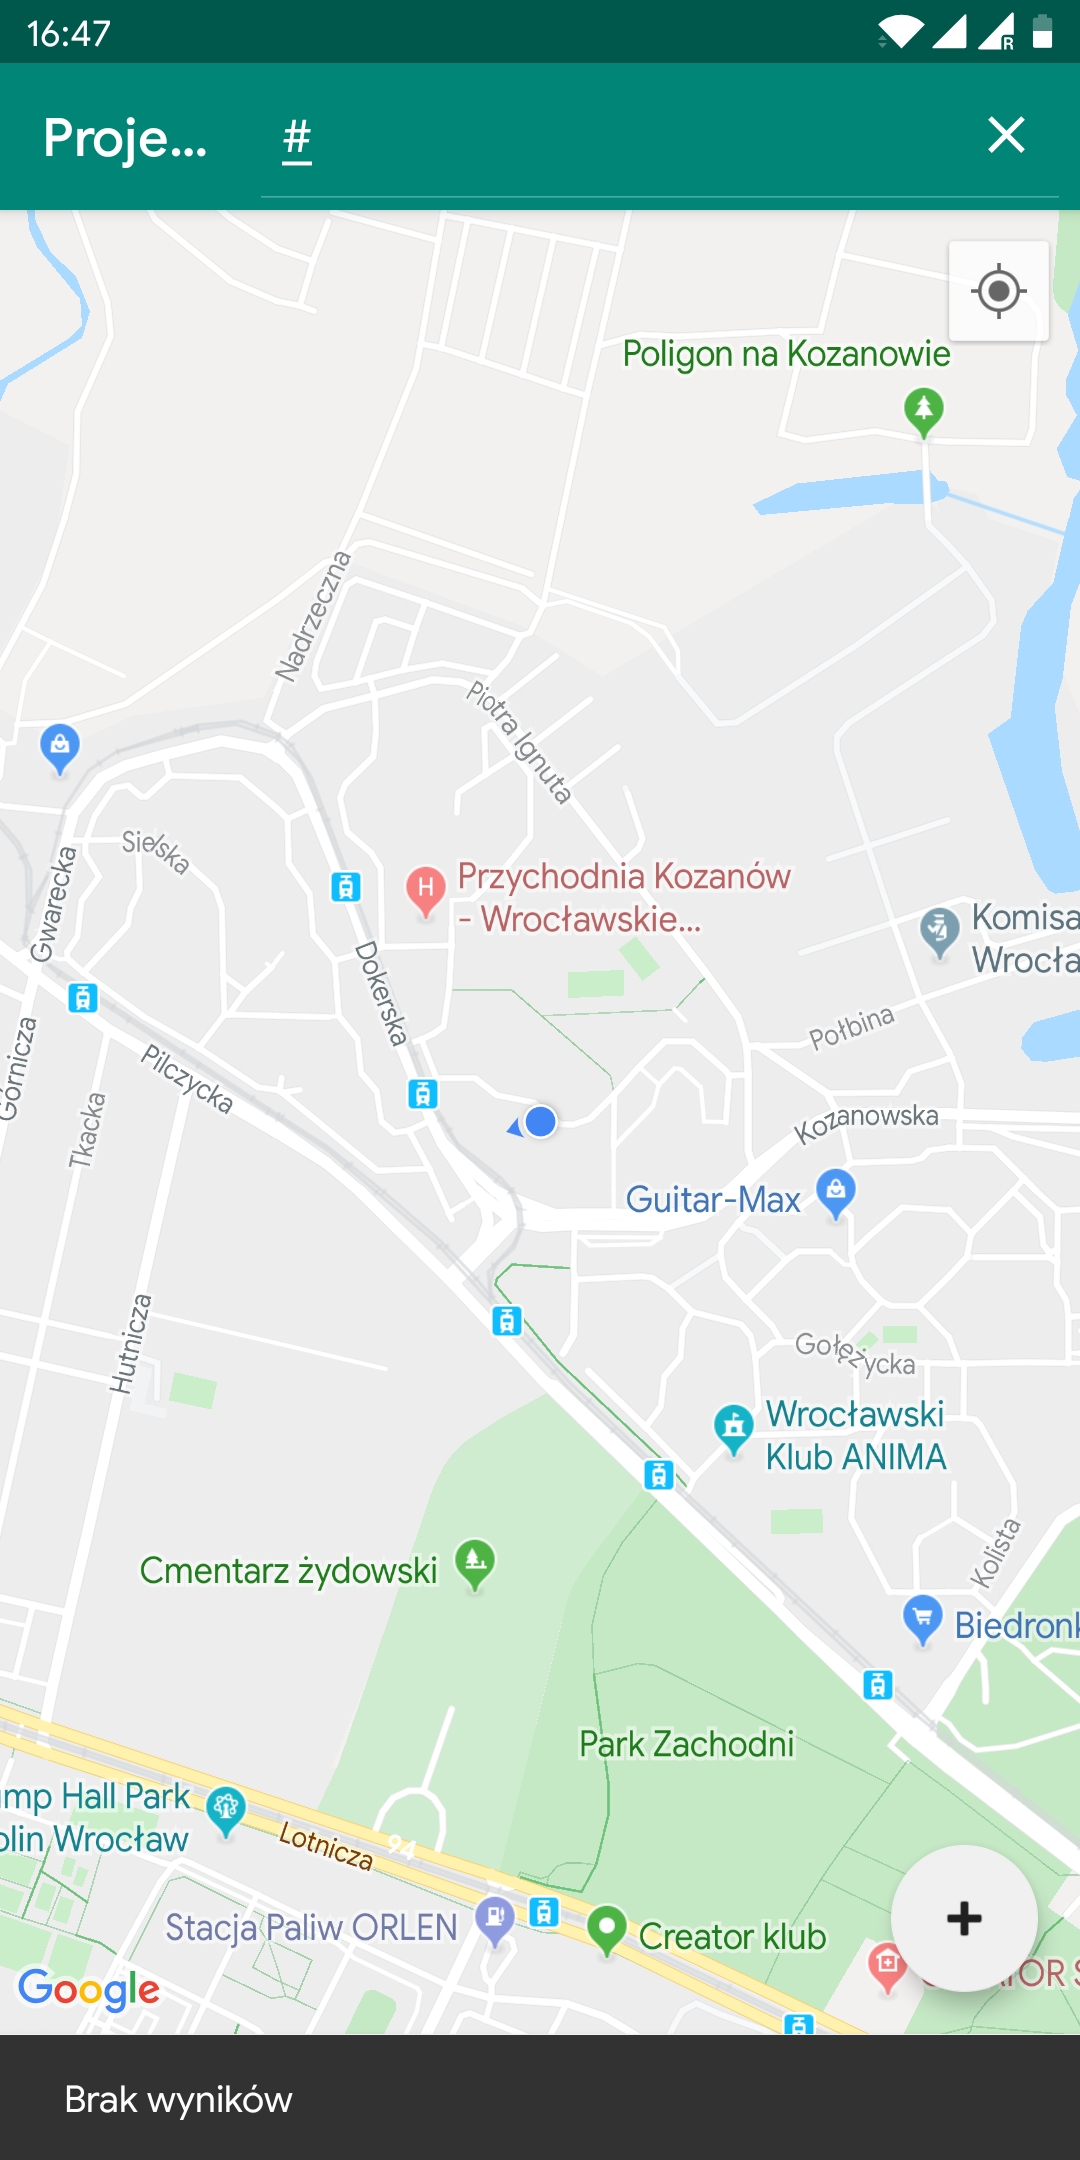 16:47
R
Proje...
#
Poligon na Kozanowie
Nadrzeczna
Piotra Ignuta
Sielska
Gwarecka
H
Przychodnia Kozanów
- Wrocławskie...
Komisa
Wrocła
Dokerska
Połbina
Górnicza
Pilczycka
Tkacka
Kozanowska
Guitar-Max
Hutnicza
Gołężycka
Wrocławski
Klub ANIMA
Kolista
Cmentarz żydowski
Biedronk
Park Zachodni
mp Hall Park
olin Wrocław
Lotnicza
94
Stacja Paliw ORLEN
Creator klub
Google
Brak wyników